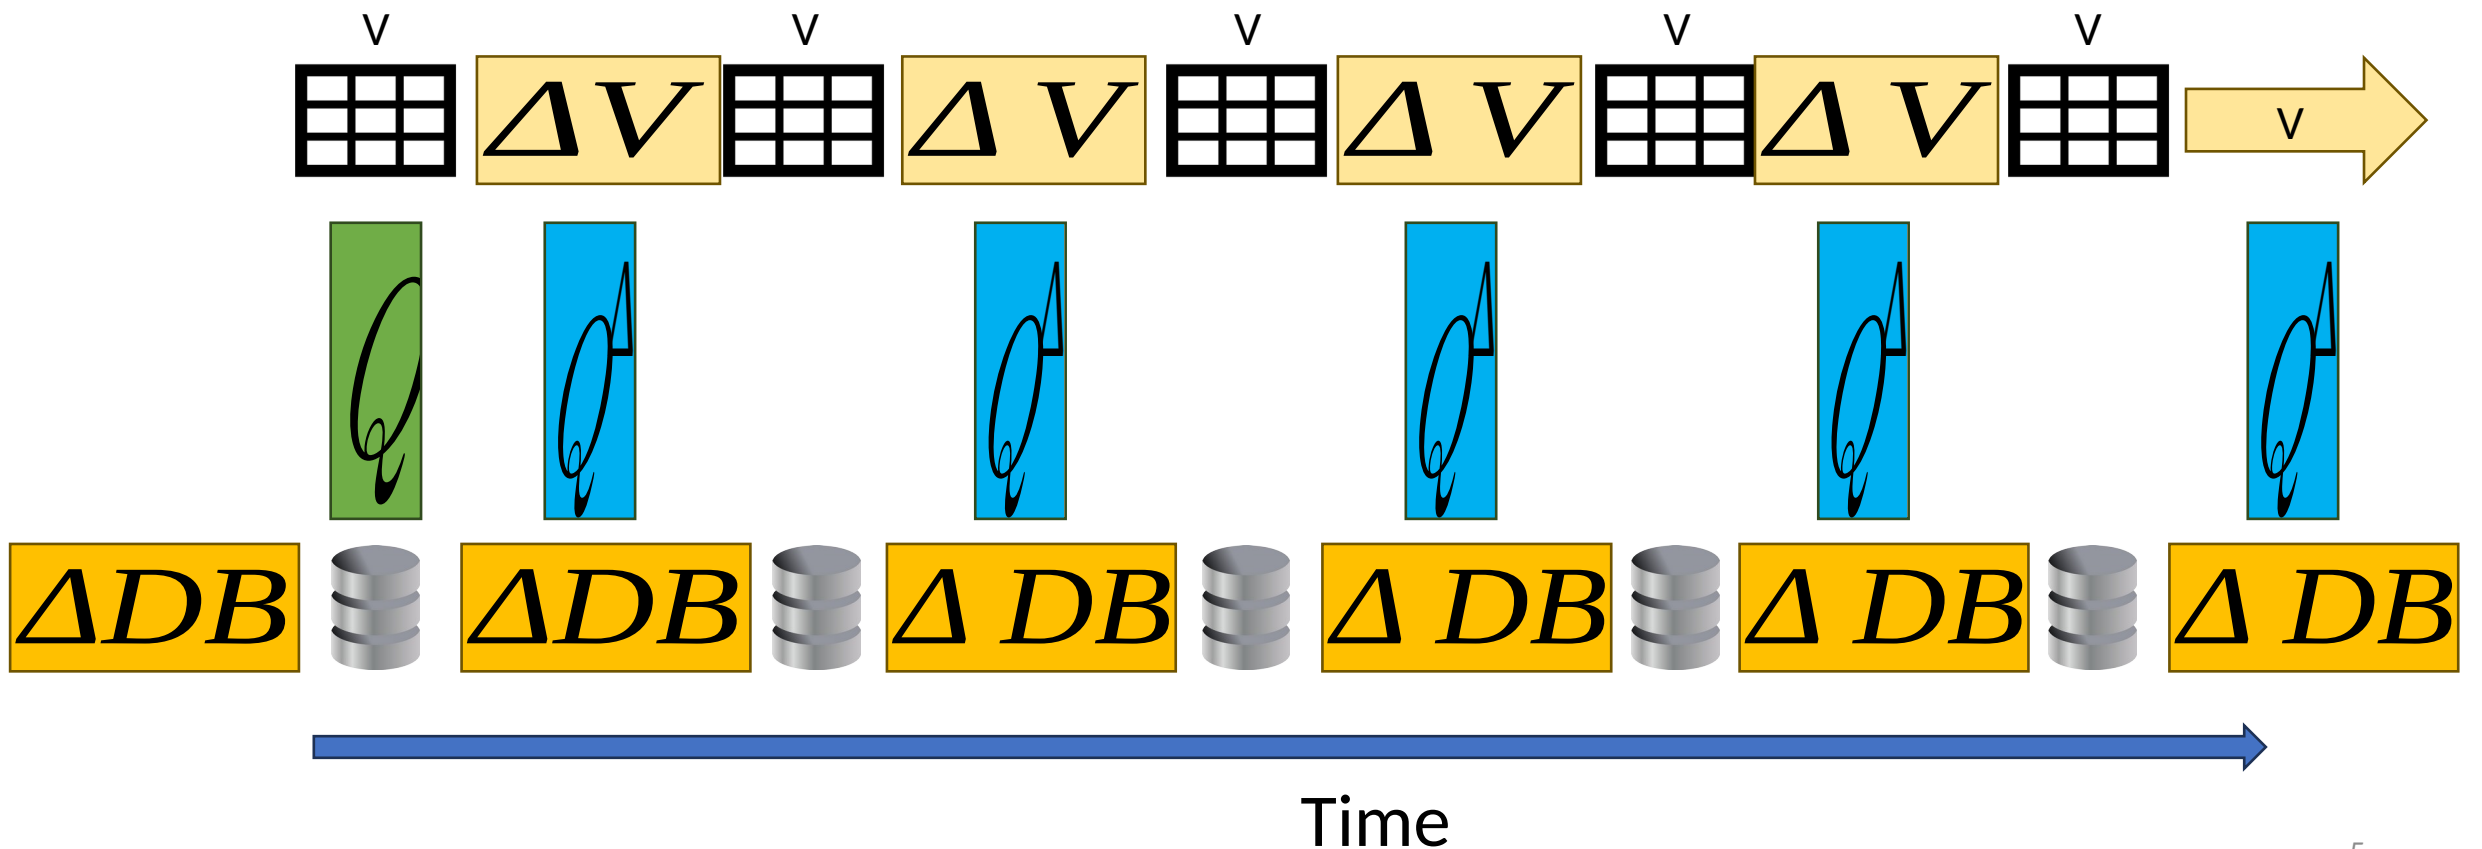 V V V V V
ΔV Δ V Δ V Δ V V
Q Q^Δ Q^Δ Q^Δ Q^Δ Q^Δ
ΔDB ΔDB Δ DB Δ DB Δ DB Δ DB
Time